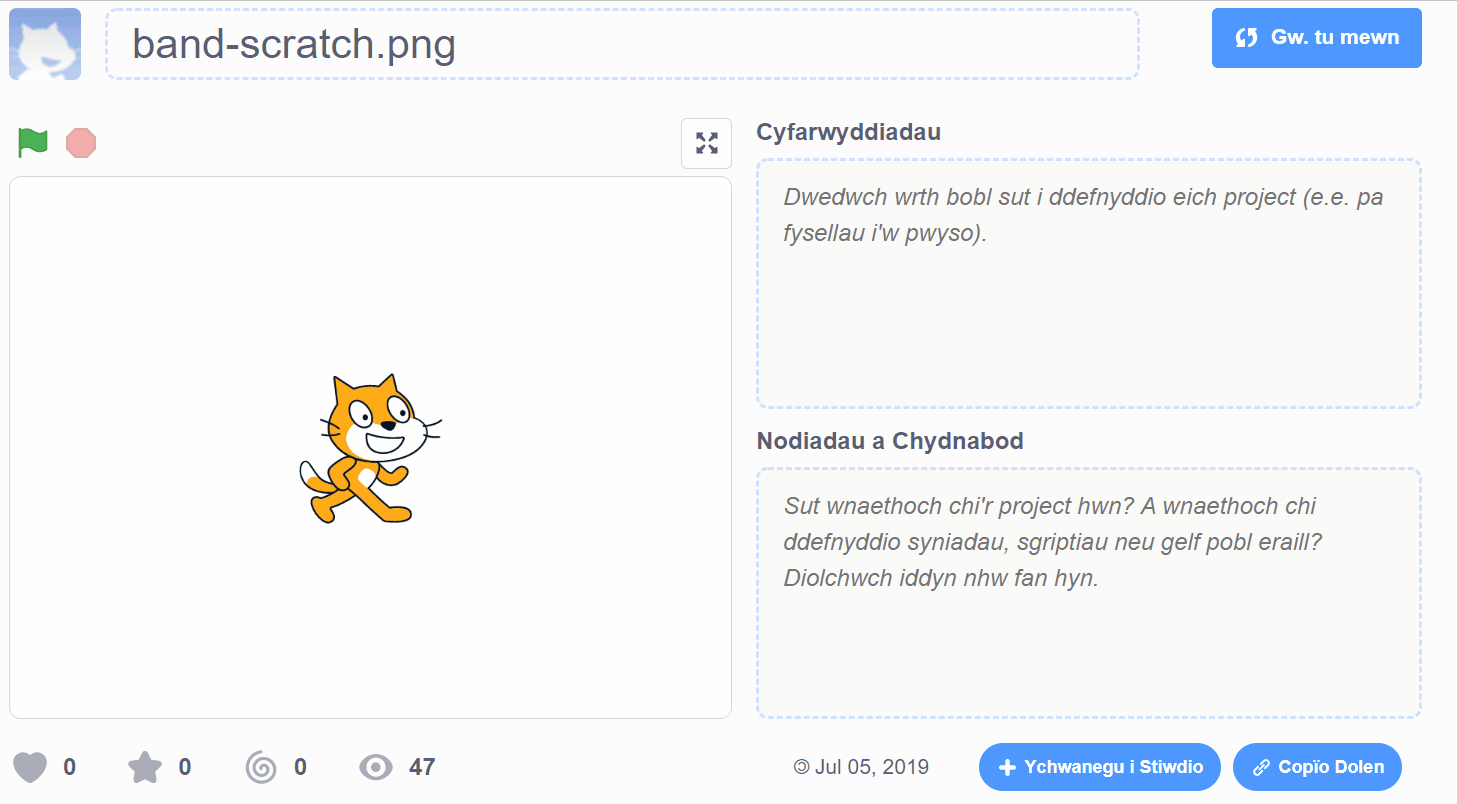 band-scratch.png
Gw. tu mewn
Cyfarwyddiadau
Dwedwch wrth bobl sut i ddefnyddio eich project (e.e. pa
fysellau i'w pwyso).
Nodiadau a Chydnabod
Sut wnaethoch chi'r project hwn? A wnaethoch chi
ddefnyddio syniadau, sgriptiau neu gelf pobl eraill?
Diolchwch iddyn nhw fan hyn.
0 0 0 47
Jul 05, 2019
Ychwanegu i Stiwdio
Copïo Dolen